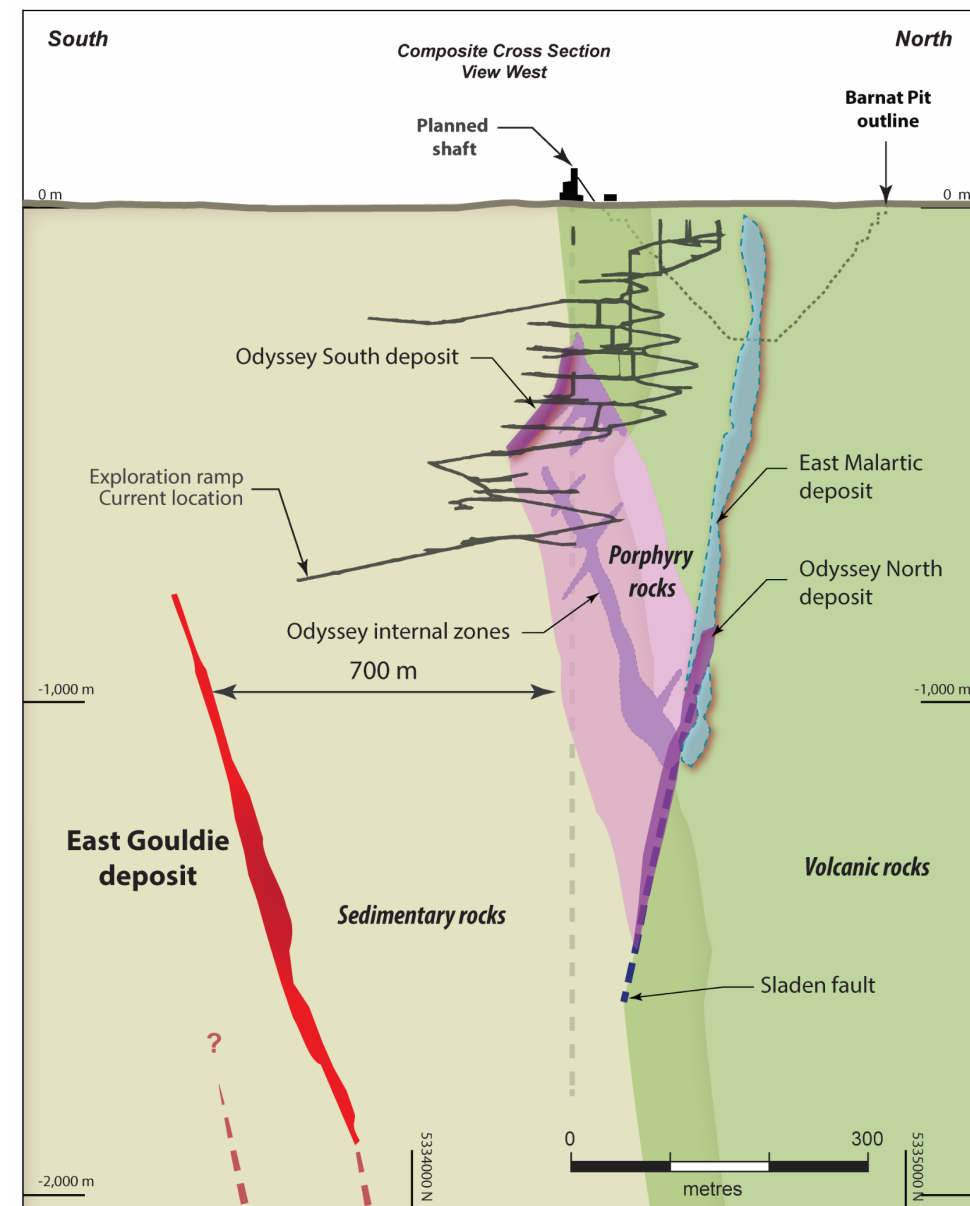 South
North
Composite Cross Section
View West
Barnat Pit
outline
Planned
shaft
0 m
0 m
Odyssey South deposit
East Malartic
deposit
Exploration ramp
Current location
Porphyry
rocks
Odyssey North
deposit
Odyssey internal zones
700 m
-1,000 m
-1,000 m
East Gouldie
deposit
Volcanic rocks
Sedimentary rocks
Sladen fault
?
0
300
metres
5334000 N
5335000 N
-2,000 m